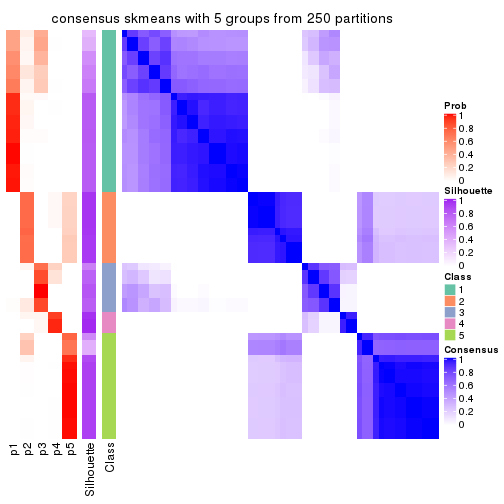 consensus skmeans with 5 groups from 250 partitions
Prob
1
0.8
0.6
0.4
0.2
0
Silhouette
1
0.8
0.6
0.4
0.2
0
Class
1
2
3
4
5
Consensus
1
0.8
0.6
0.4
0.2
0
p1
p2
p3
p4
p5
Silhouette
Class